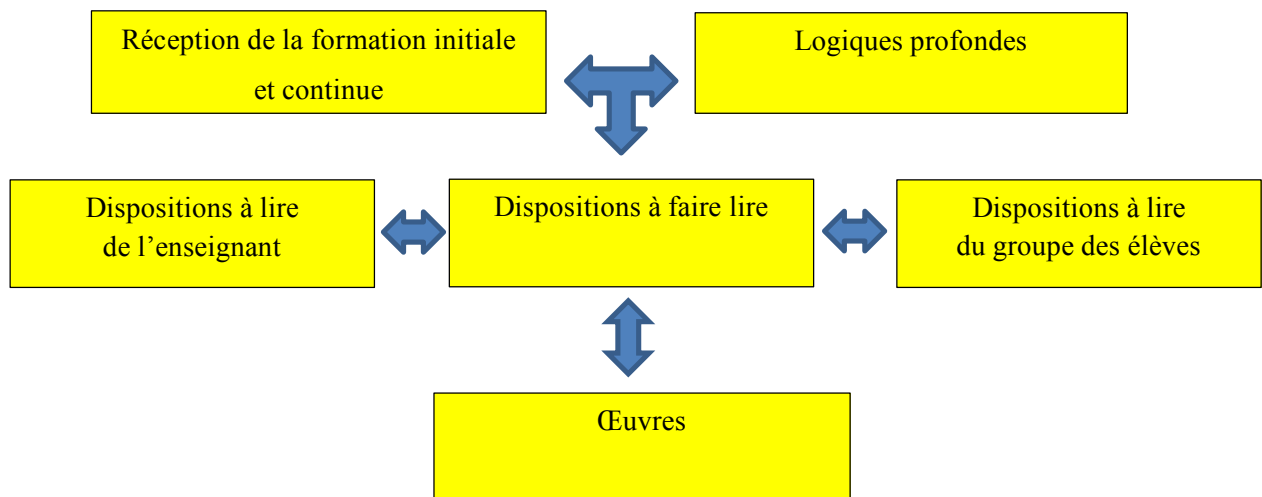 Réception de la formation initiale
et continue
Logiques profondes
Dispositions à lire
de l’enseignant
Dispositions à faire lire
Dispositions à lire
du groupe des élèves
Œuvres